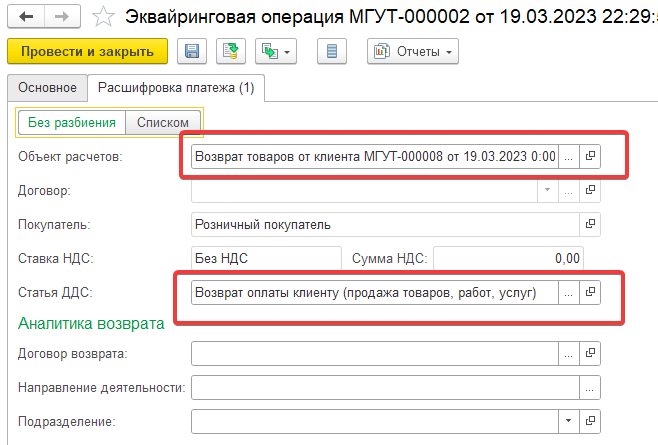 Эквайринговая операция МГУТ-000002 от 19.03.2023 22:29:
Провести и закрыть Отчеты
Основное Расшифровка платежа (1)
Без разбиения Списком
Объект расчетов: Возврат товаров от клиента МГУТ-000008 от 19.03.2023 0:00 ...
Договор: ...
Покупатель: Розничный покупатель
Ставка НДС: Без НДС Сумма НДС: 0,00
Статья ДДС: Возврат оплаты клиенту (продажа товаров, работ, услуг) ...
Аналитика возврата
Договор возврата: ...
Направление деятельности: ...
Подразделение: